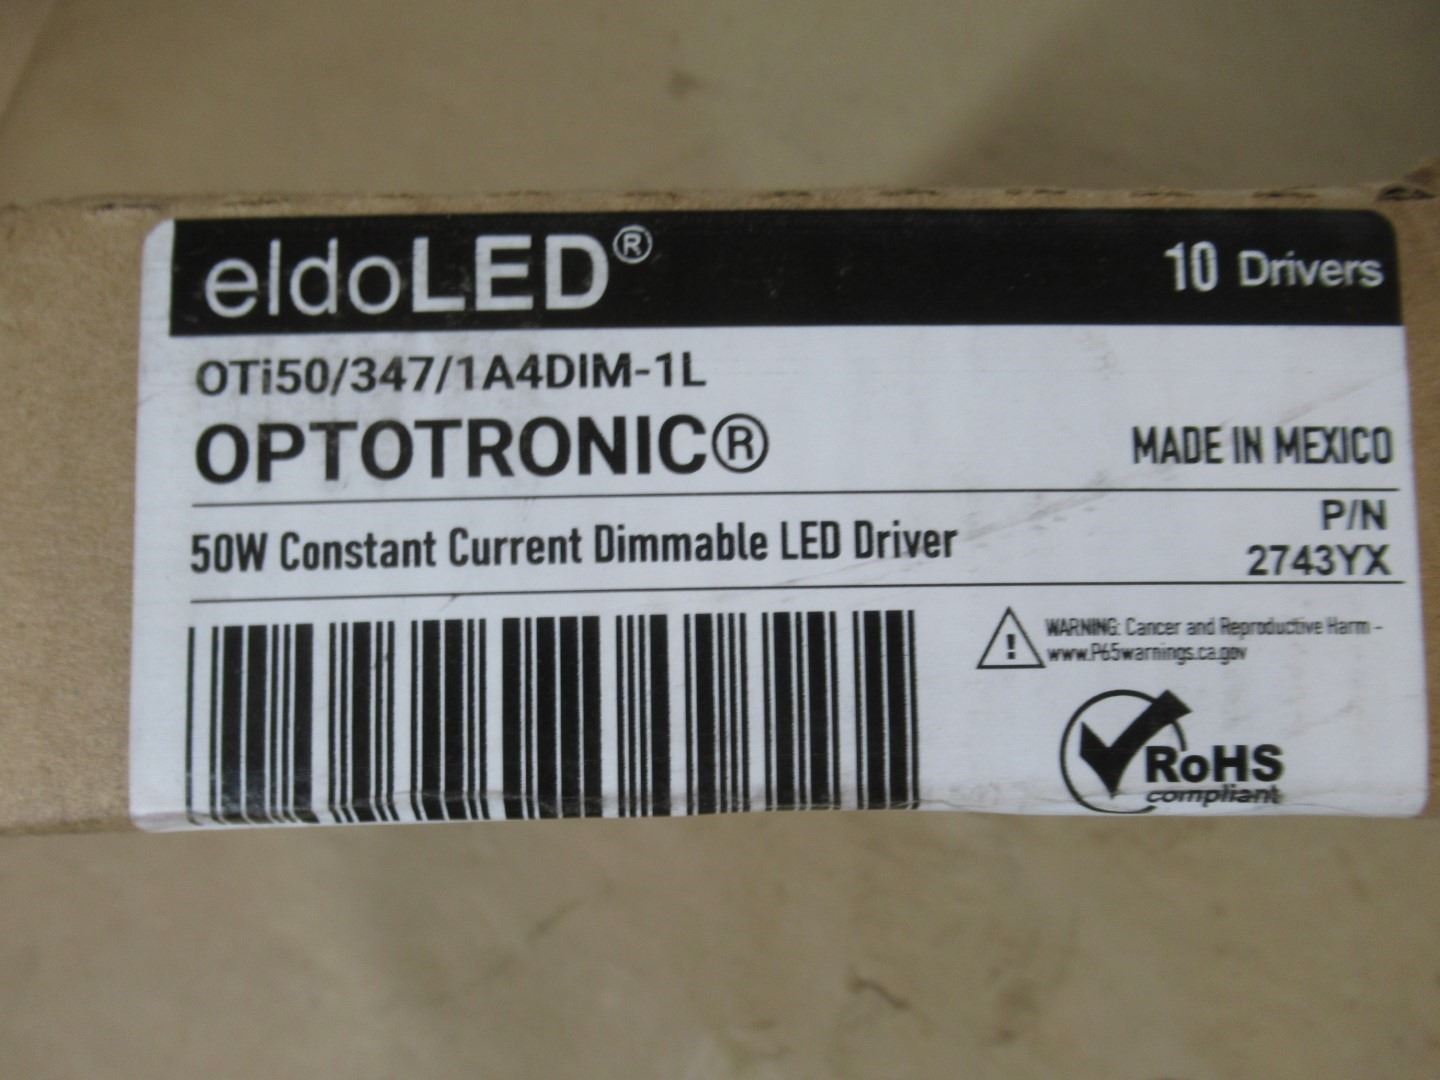 eldoLED®
10 Drivers
OTi50/347/1A4DIM-1L
OPTOTRONIC®
MADE IN MEXICO
50W Constant Current Dimmable LED Driver
P/N
2743YX
WARNING: Cancer and Reproductive Harm -
www.P65warnings.ca.gov
RoHS
compliant